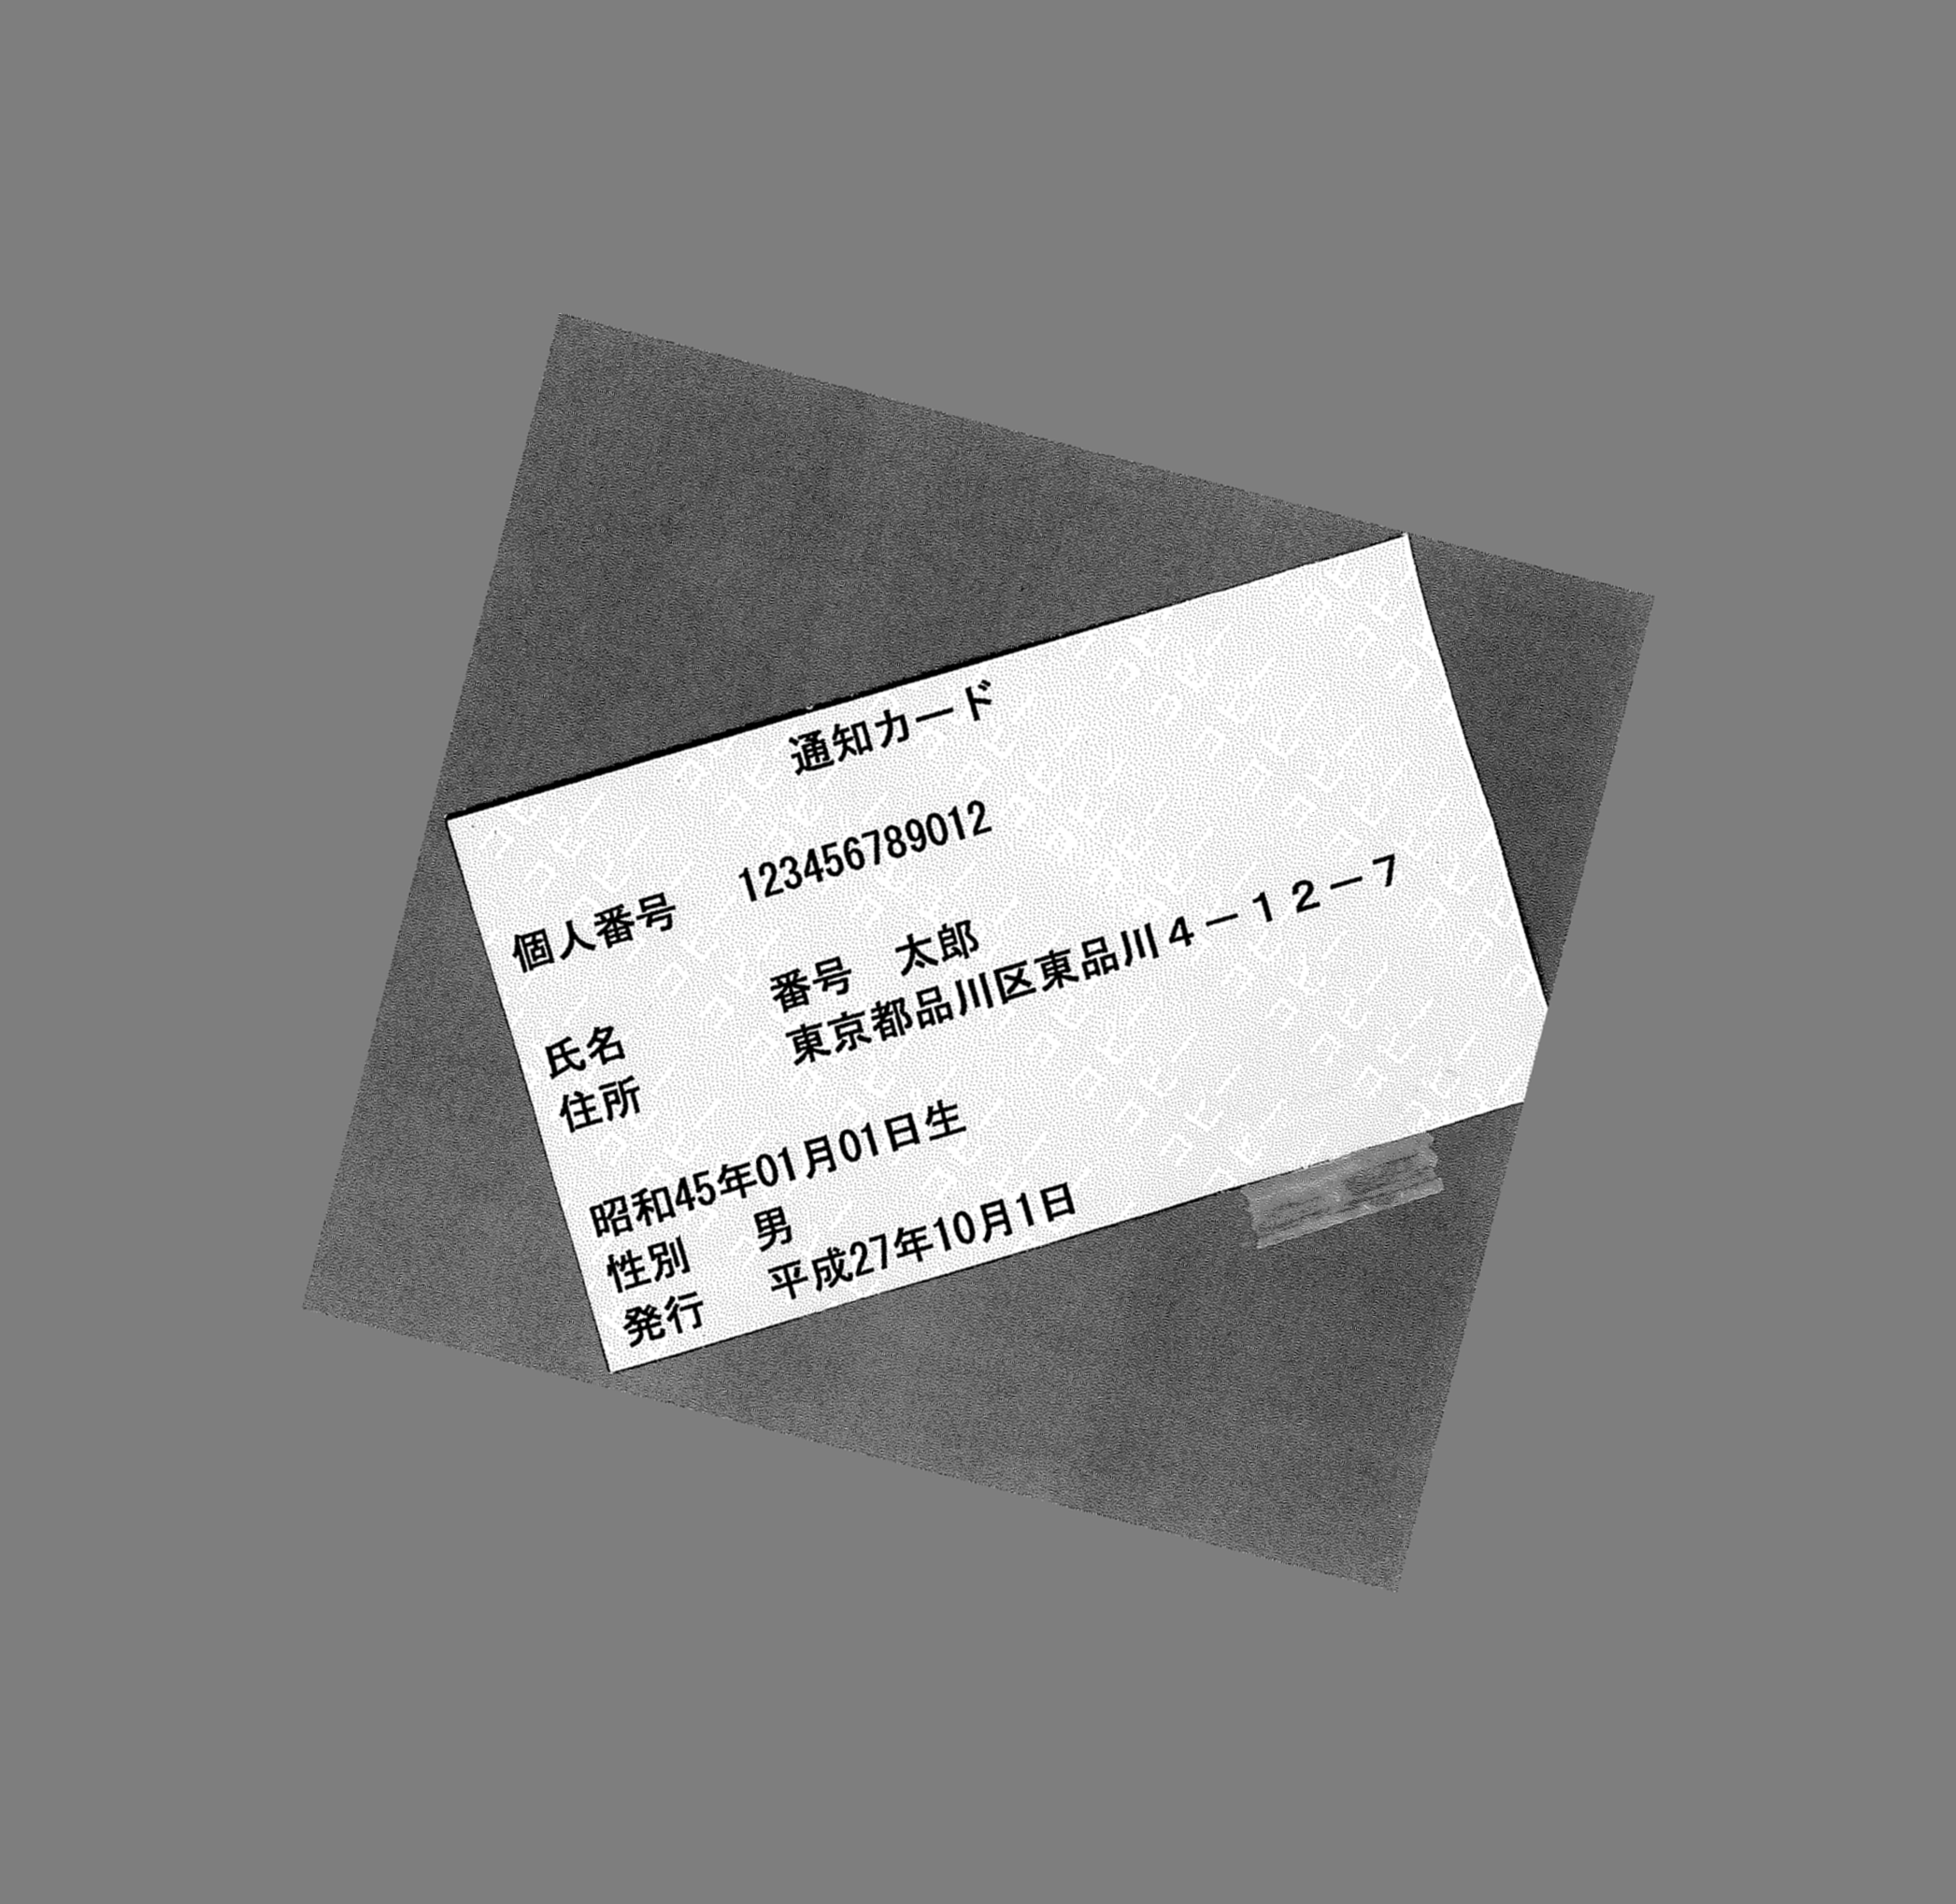 通知カード
個人番号　123456789012
氏名　番号　太郎
住所　東京都品川区東品川４－１２－７
昭和45年01月01日生
性別　男
発行　平成27年10月1日